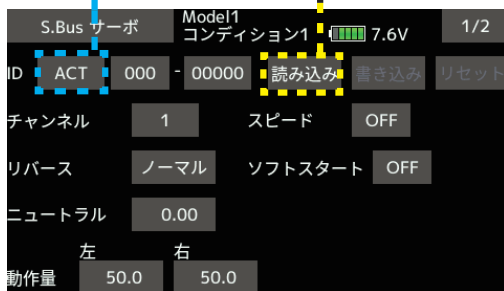 S.Bus サーボ Model1 1/2
コンディション1 7.6V
ID ACT 000 - 00000 読み込み 書き込み リセット
チャンネル 1 スピード OFF
リバース ノーマル ソフトスタート OFF
ニュートラル 0.00
左 右
動作量 50.0 50.0